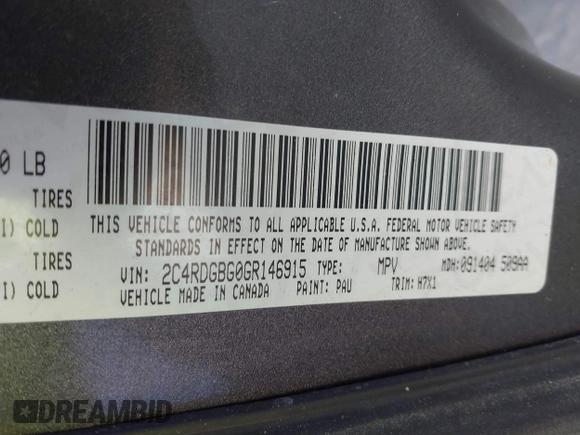 0 LB
TIRES
I) COLD
TIRES
I) COLD
THIS VEHICLE CONFORMS TO ALL APPLICABLE U.S.A. FEDERAL MOTOR VEHICLE SAFETY
STANDARDS IN EFFECT ON THE DATE OF MANUFACTURE SHOWN ABOVE.
VIN: 2C4RDGBG0GR146915 TYPE: MPV MDH:091404 509AA
VEHICLE MADE IN CANADA PAINT: PAU TRIM: H7X1
DREAMBID